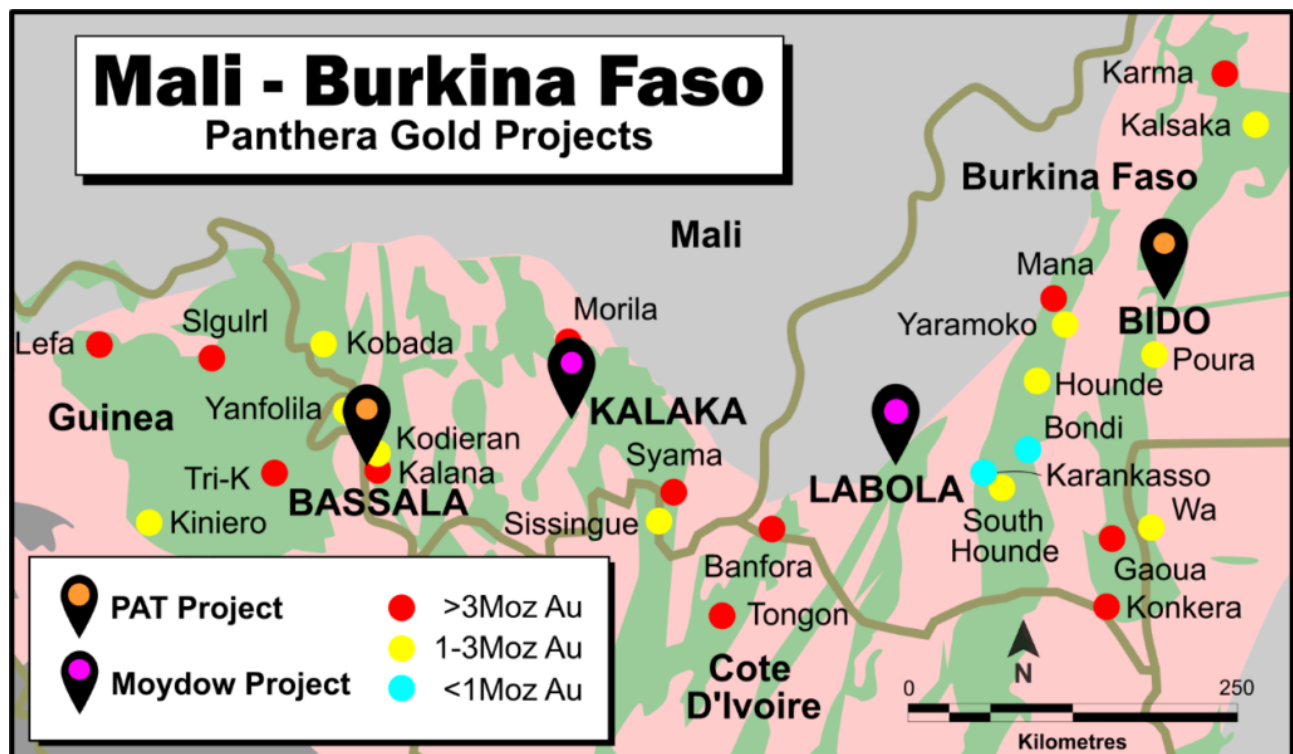 Mali - Burkina Faso
Panthera Gold Projects
Karma
Kalsaka
Burkina Faso
Mali
Mana
Morila
SIgulrl
Lefa
Kobada
Yaramoko
BIDO
Poura
Hounde
Guinea
Yanfolila
KALAKA
Kodieran
Bondi
Syama
Tri-K
Kalana
BASSALA
LABOLA
Karankasso
Kiniero
Sissingue
South
Hounde
Wa
Banfora
Gaoua
PAT Project
>3Moz Au
Tongon
Konkera
1-3Moz Au
Moydow Project
<1Moz Au
Cote
D'Ivoire
N
0
250
Kilometres